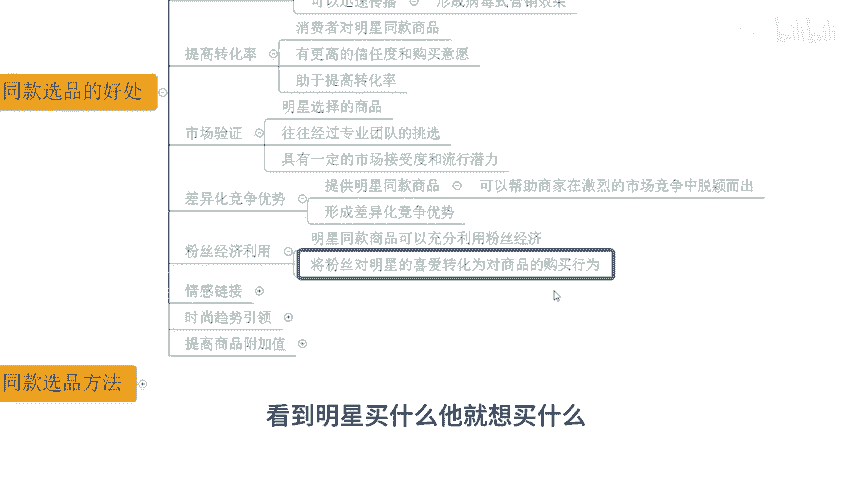 可以迅速传播 形成病毒式营销效果
消费者对明星同款商品
提高转化率
有更高的信任度和购买意愿
助于提高转化率
同款选品的好处
明星选择的商品
市场验证
往往经过专业团队的挑选
具有一定的市场接受度和流行潜力
提供明星同款商品 可以帮助商家在激烈的市场竞争中脱颖而出
差异化竞争优势
形成差异化竞争优势
明星同款商品可以充分利用粉丝经济
粉丝经济利用
将粉丝对明星的喜爱转化为对商品的购买行为
情感链接
时尚趋势引领
提高商品附加值
同款选品方法
看到明星买什么他就想买什么